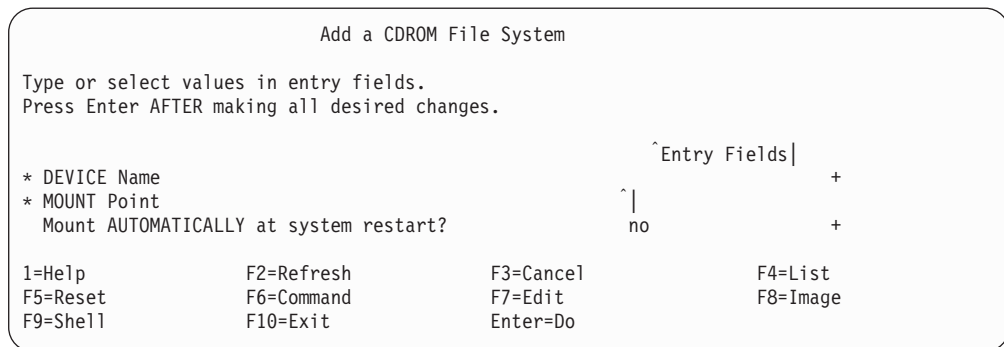 Add a CDROM File System
Type or select values in entry fields.
Press Enter AFTER making all desired changes.
ˆEntry Fields|
* DEVICE Name +
* MOUNT Point ˆ|
Mount AUTOMATICALLY at system restart? no +
1=Help F2=Refresh F3=Cancel F4=List
F5=Reset F6=Command F7=Edit F8=Image
F9=Shell F10=Exit Enter=Do